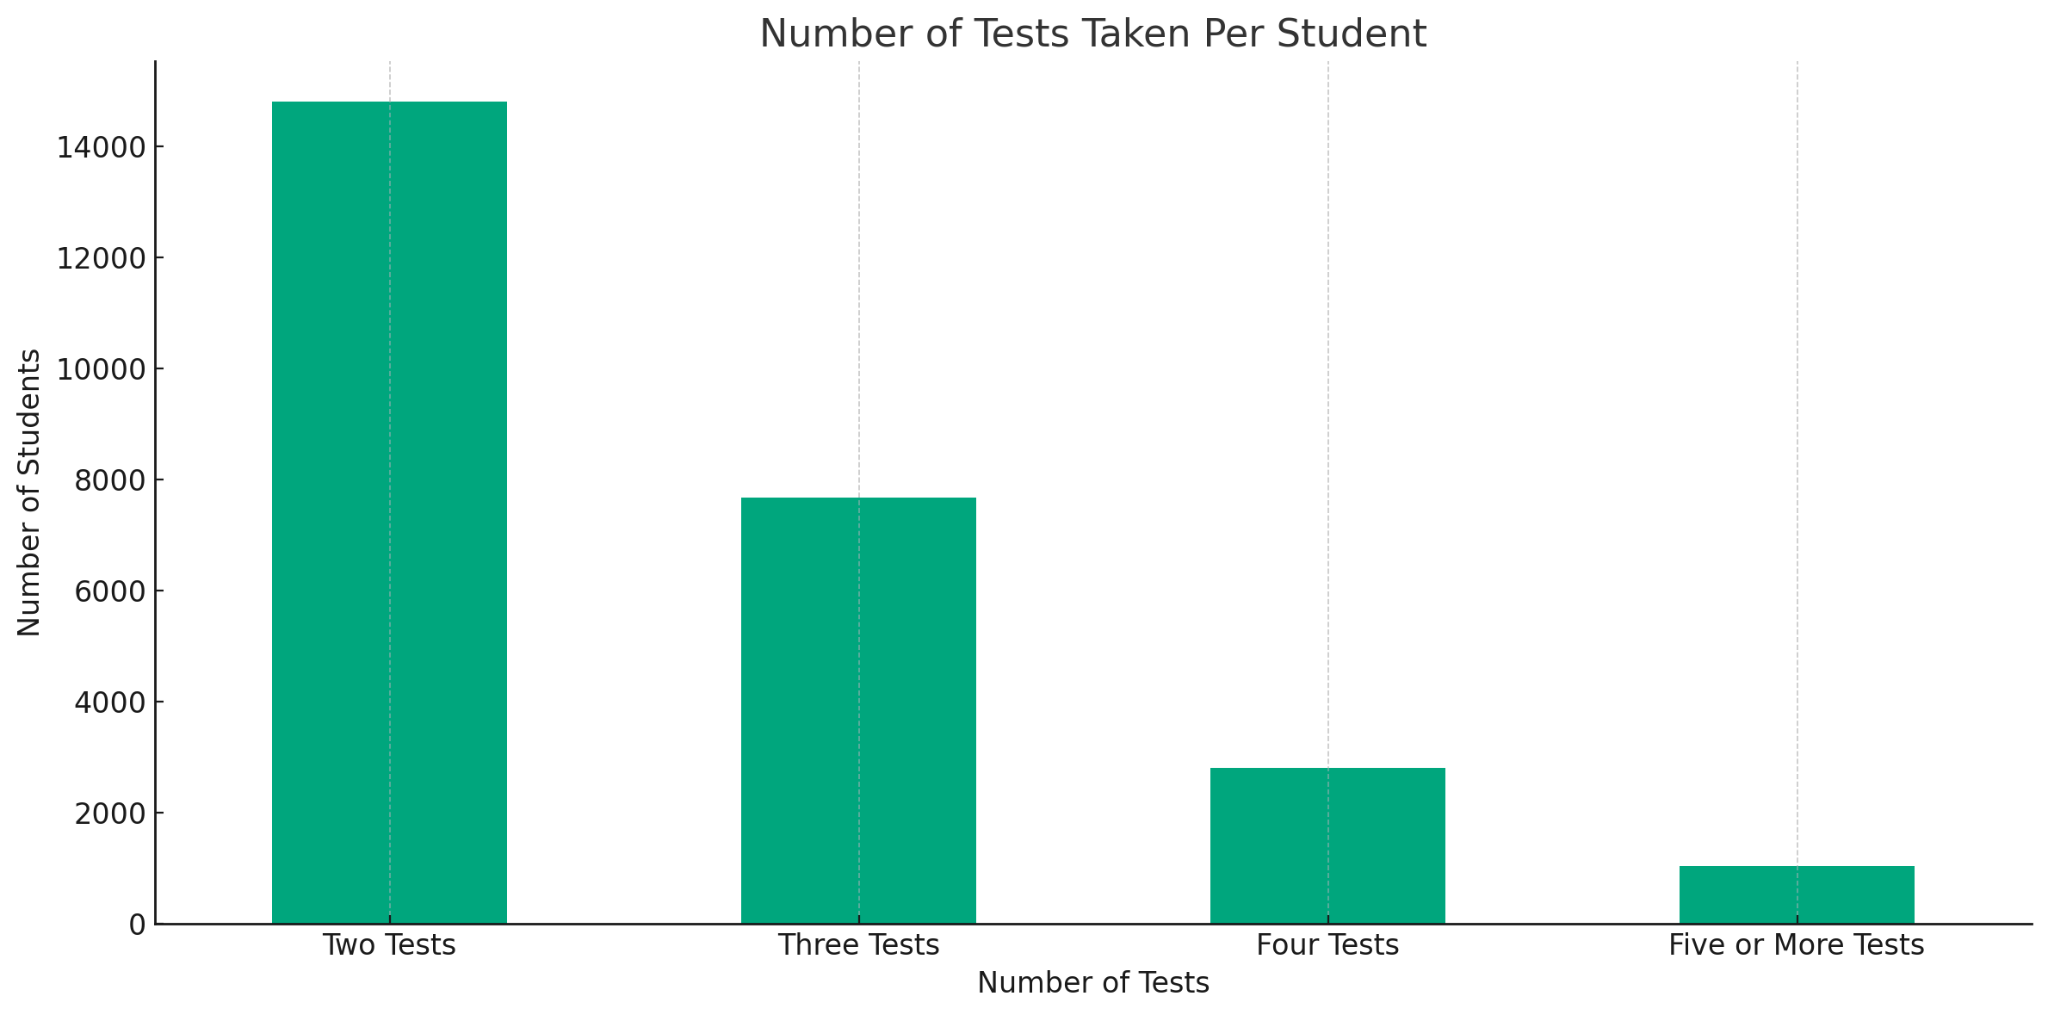 Number of Tests Taken Per Student
Number of Students
14000
12000
10000
8000
6000
4000
2000
0
Two Tests
Three Tests
Four Tests
Five or More Tests
Number of Tests